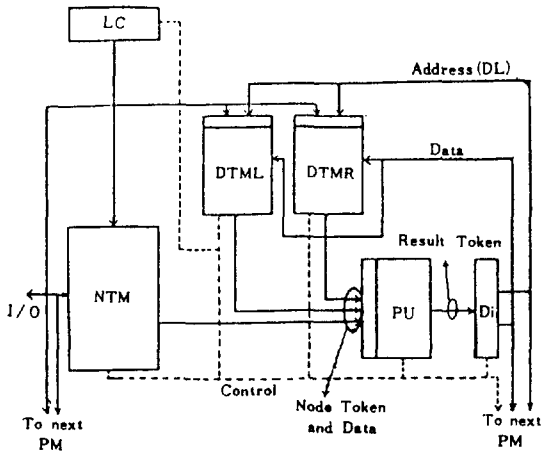 LC
Address (DL)
DTML
DTMR
Data
Result Token
I/O
NTM
PU
Di
Control
Node Token
and Data
To next
PM
To next
PM